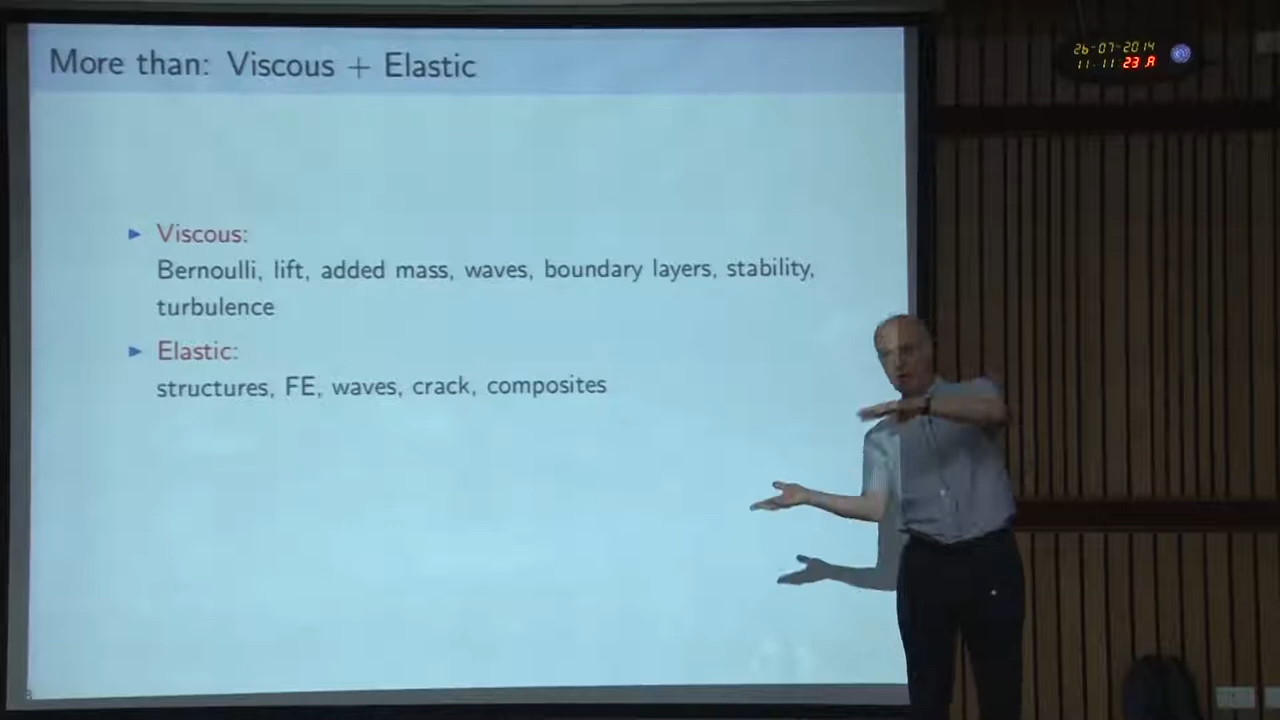 More than: Viscous + Elastic
26-07-2014
11.11:23 A
▶ Viscous:
Bernoulli, lift, added mass, waves, boundary layers, stability,
turbulence
▶ Elastic:
structures, FE, waves, crack, composites